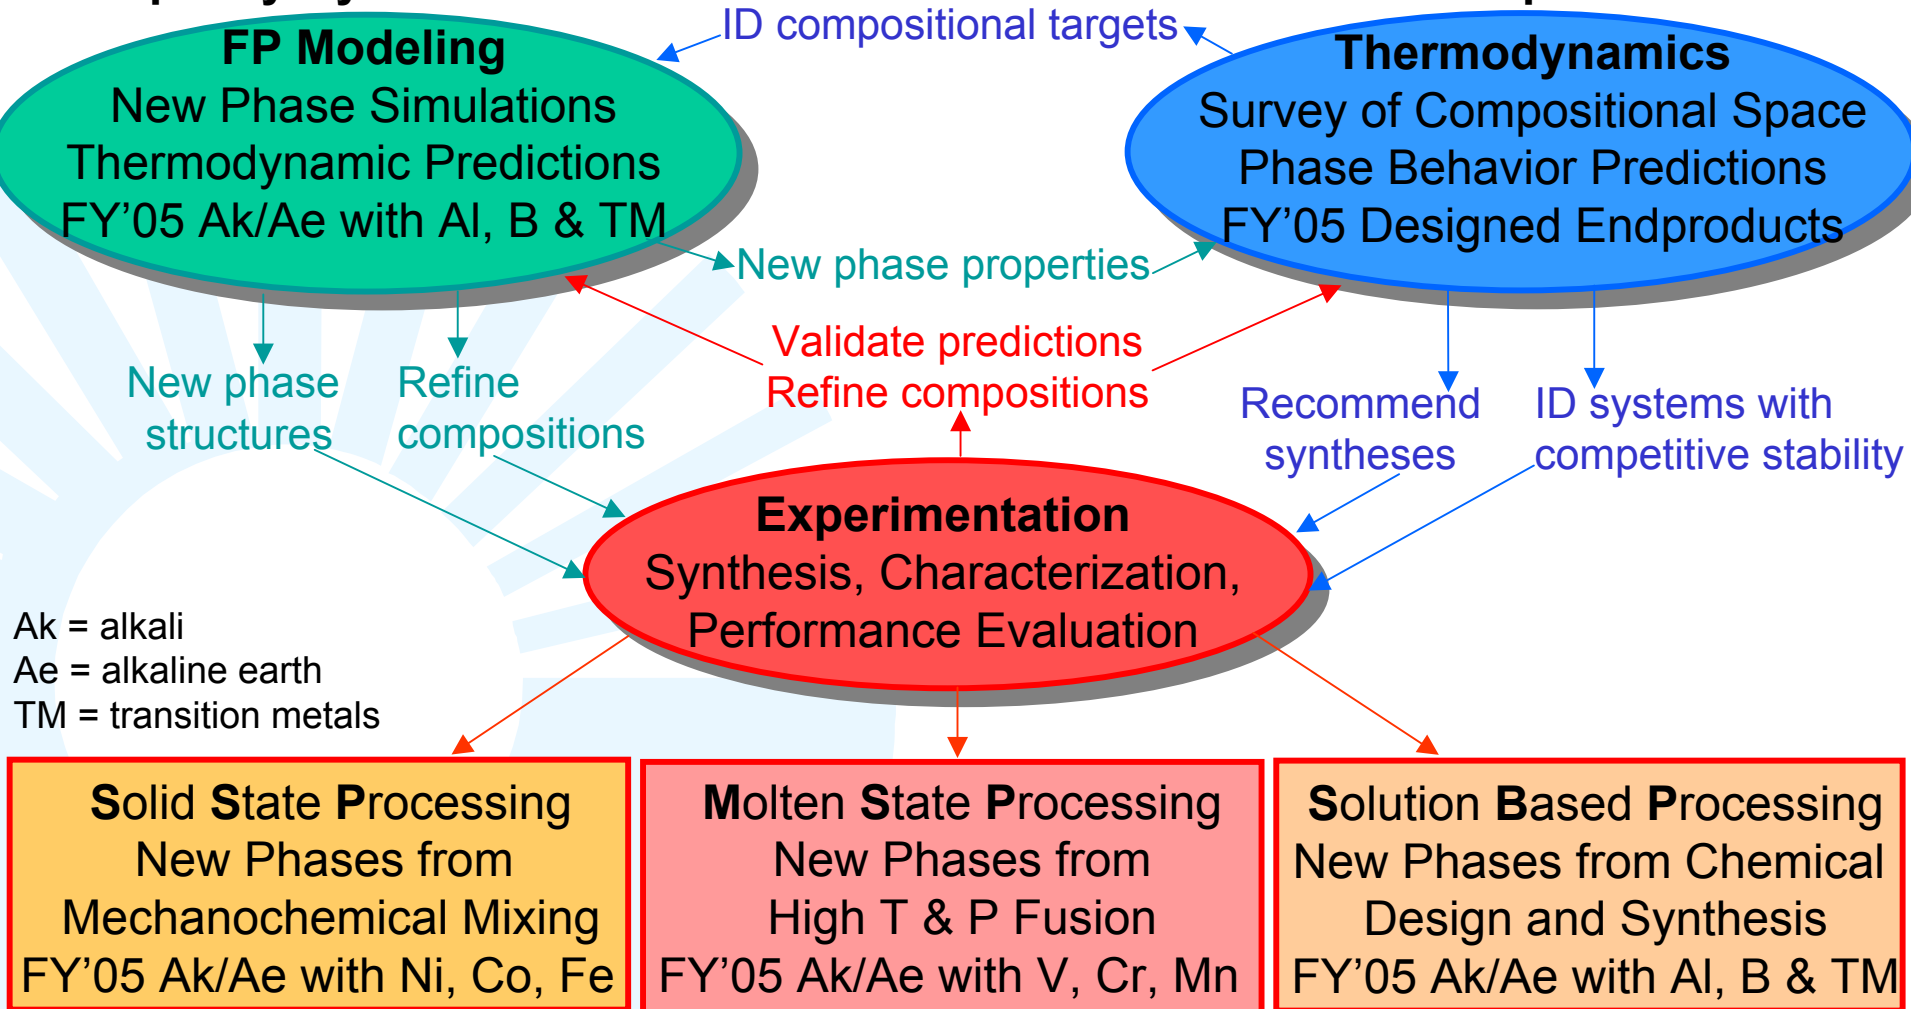 ID compositional targets
FP Modeling
New Phase Simulations
Thermodynamic Predictions
FY'05 Ak/Ae with Al, B & TM
Thermodynamics
Survey of Compositional Space
Phase Behavior Predictions
FY'05 Designed Endproducts
New phase properties
Validate predictions
Refine compositions
New phase
structures
Refine
compositions
Recommend
syntheses
ID systems with
competitive stability
Experimentation
Synthesis, Characterization,
Performance Evaluation
Ak = alkali
Ae = alkaline earth
TM = transition metals
Solid State Processing
New Phases from
Mechanochemical Mixing
FY'05 Ak/Ae with Ni, Co, Fe
Molten State Processing
New Phases from
High T & P Fusion
FY'05 Ak/Ae with V, Cr, Mn
Solution Based Processing
New Phases from Chemical
Design and Synthesis
FY'05 Ak/Ae with Al, B & TM